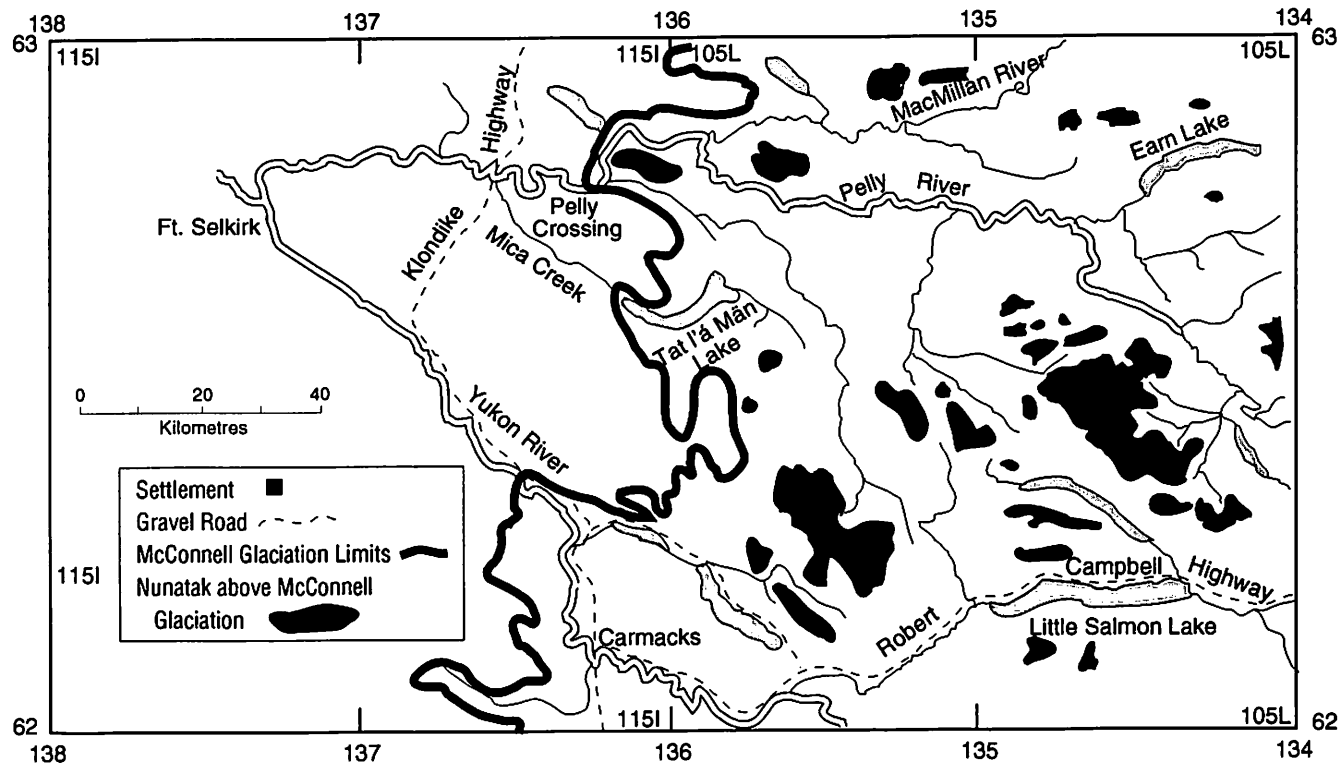 138 137 136 135 134
63 63
115I 115I 105L 105L
MacMillan River
Highway
Earn Lake
Pelly River
Pelly
Crossing
Ft. Selkirk
Klondike
Mica Creek
Tat l'á Män
Lake
0 20 40
Kilometres
Yukon River
Settlement
Gravel Road
McConnell Glaciation Limits
Nunatak above McConnell
Glaciation
115I
Campbell Highway
Robert
Little Salmon Lake
Carmacks
115I 105L
62 62
138 137 136 135 134